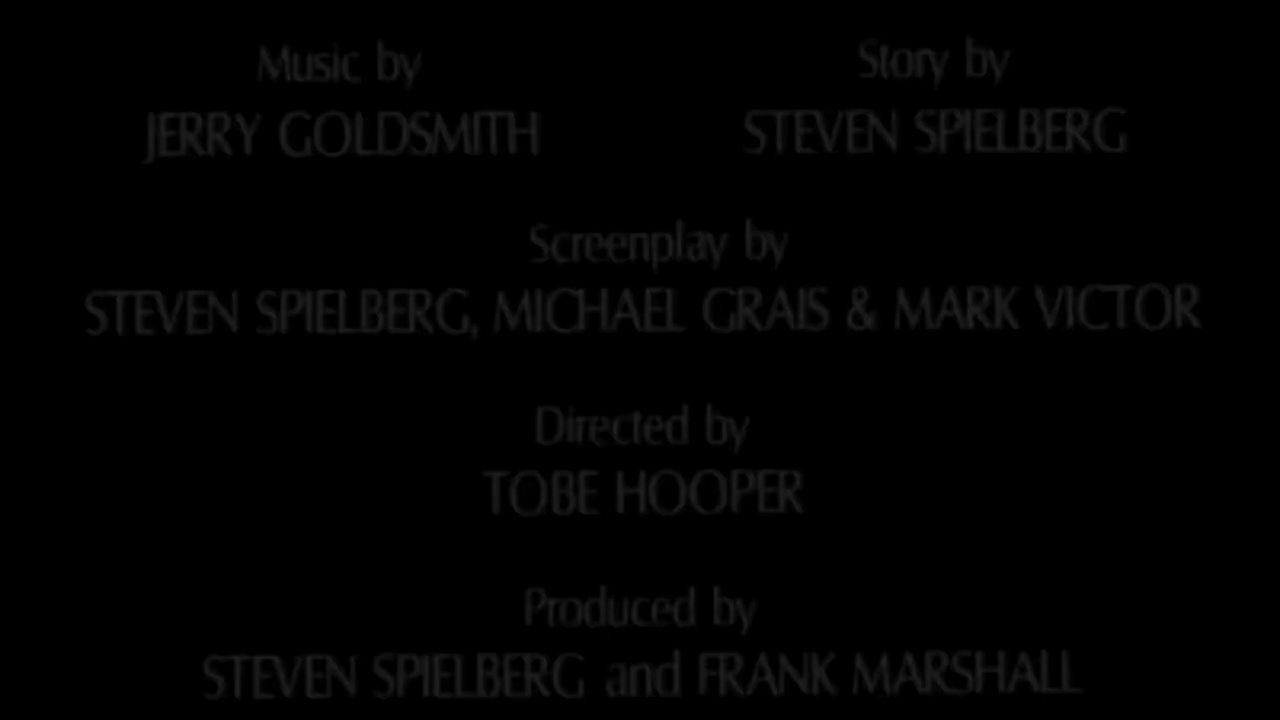 Music by
JERRY GOLDSMITH
Story by
STEVEN SPIELBERG
Screenplay by
STEVEN SPIELBERG, MICHAEL GRAIS & MARK VICTOR
Directed by
TOBE HOOPER
Produced by
STEVEN SPIELBERG and FRANK MARSHALL